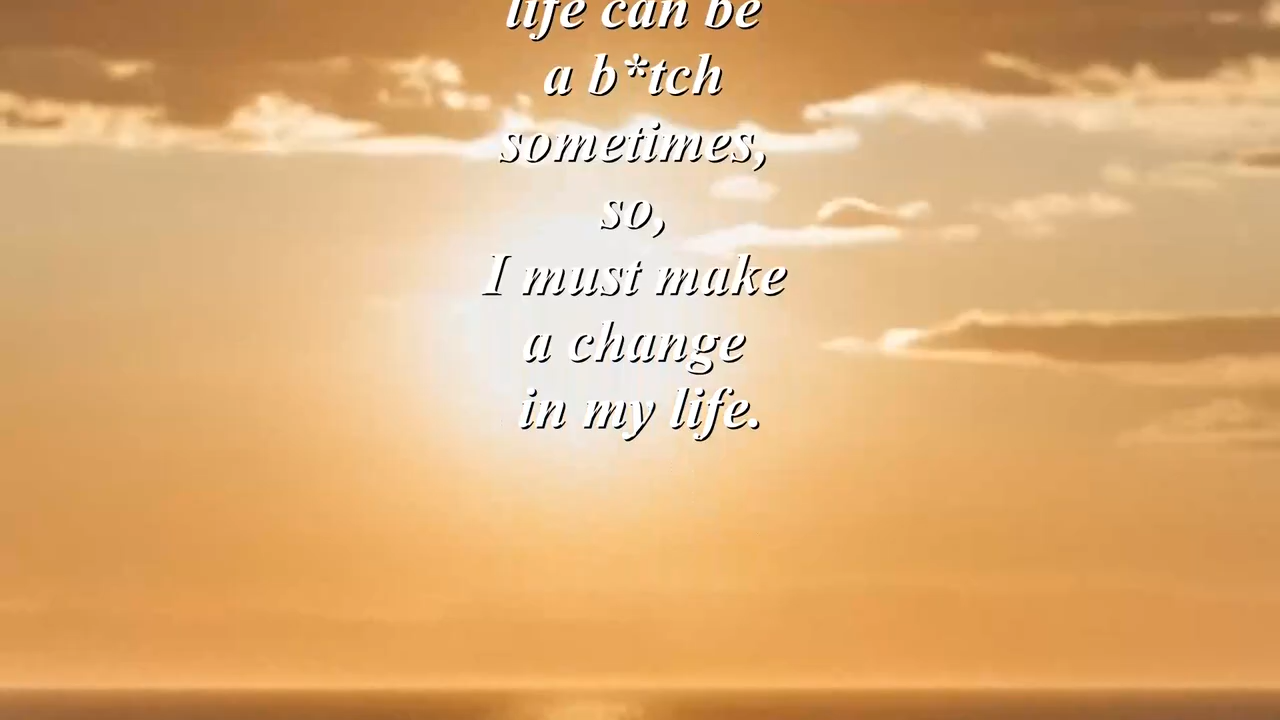 life can be
a b*tch
sometimes,
so,
I must make
a change
in my life.